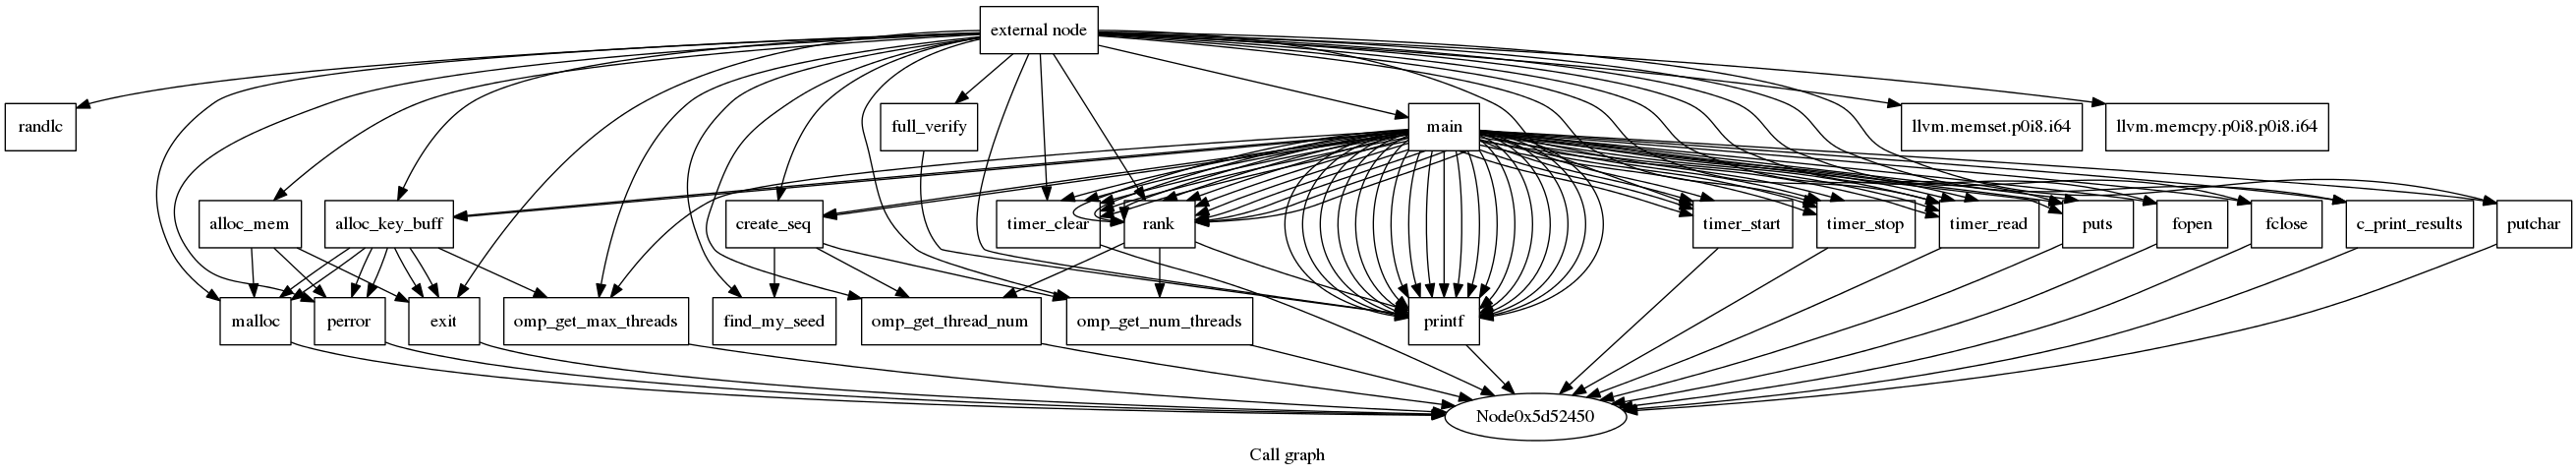 external node
randlc
full_verify
main
llvm.memset.p0i8.i64
llvm.memcpy.p0i8.p0i8.i64
alloc_mem
alloc_key_buff
create_seq
timer_clear
rank
timer_start
timer_stop
timer_read
puts
fopen
fclose
c_print_results
putchar
malloc
perror
exit
omp_get_max_threads
find_my_seed
omp_get_thread_num
omp_get_num_threads
printf
Node0x5d52450
Call graph